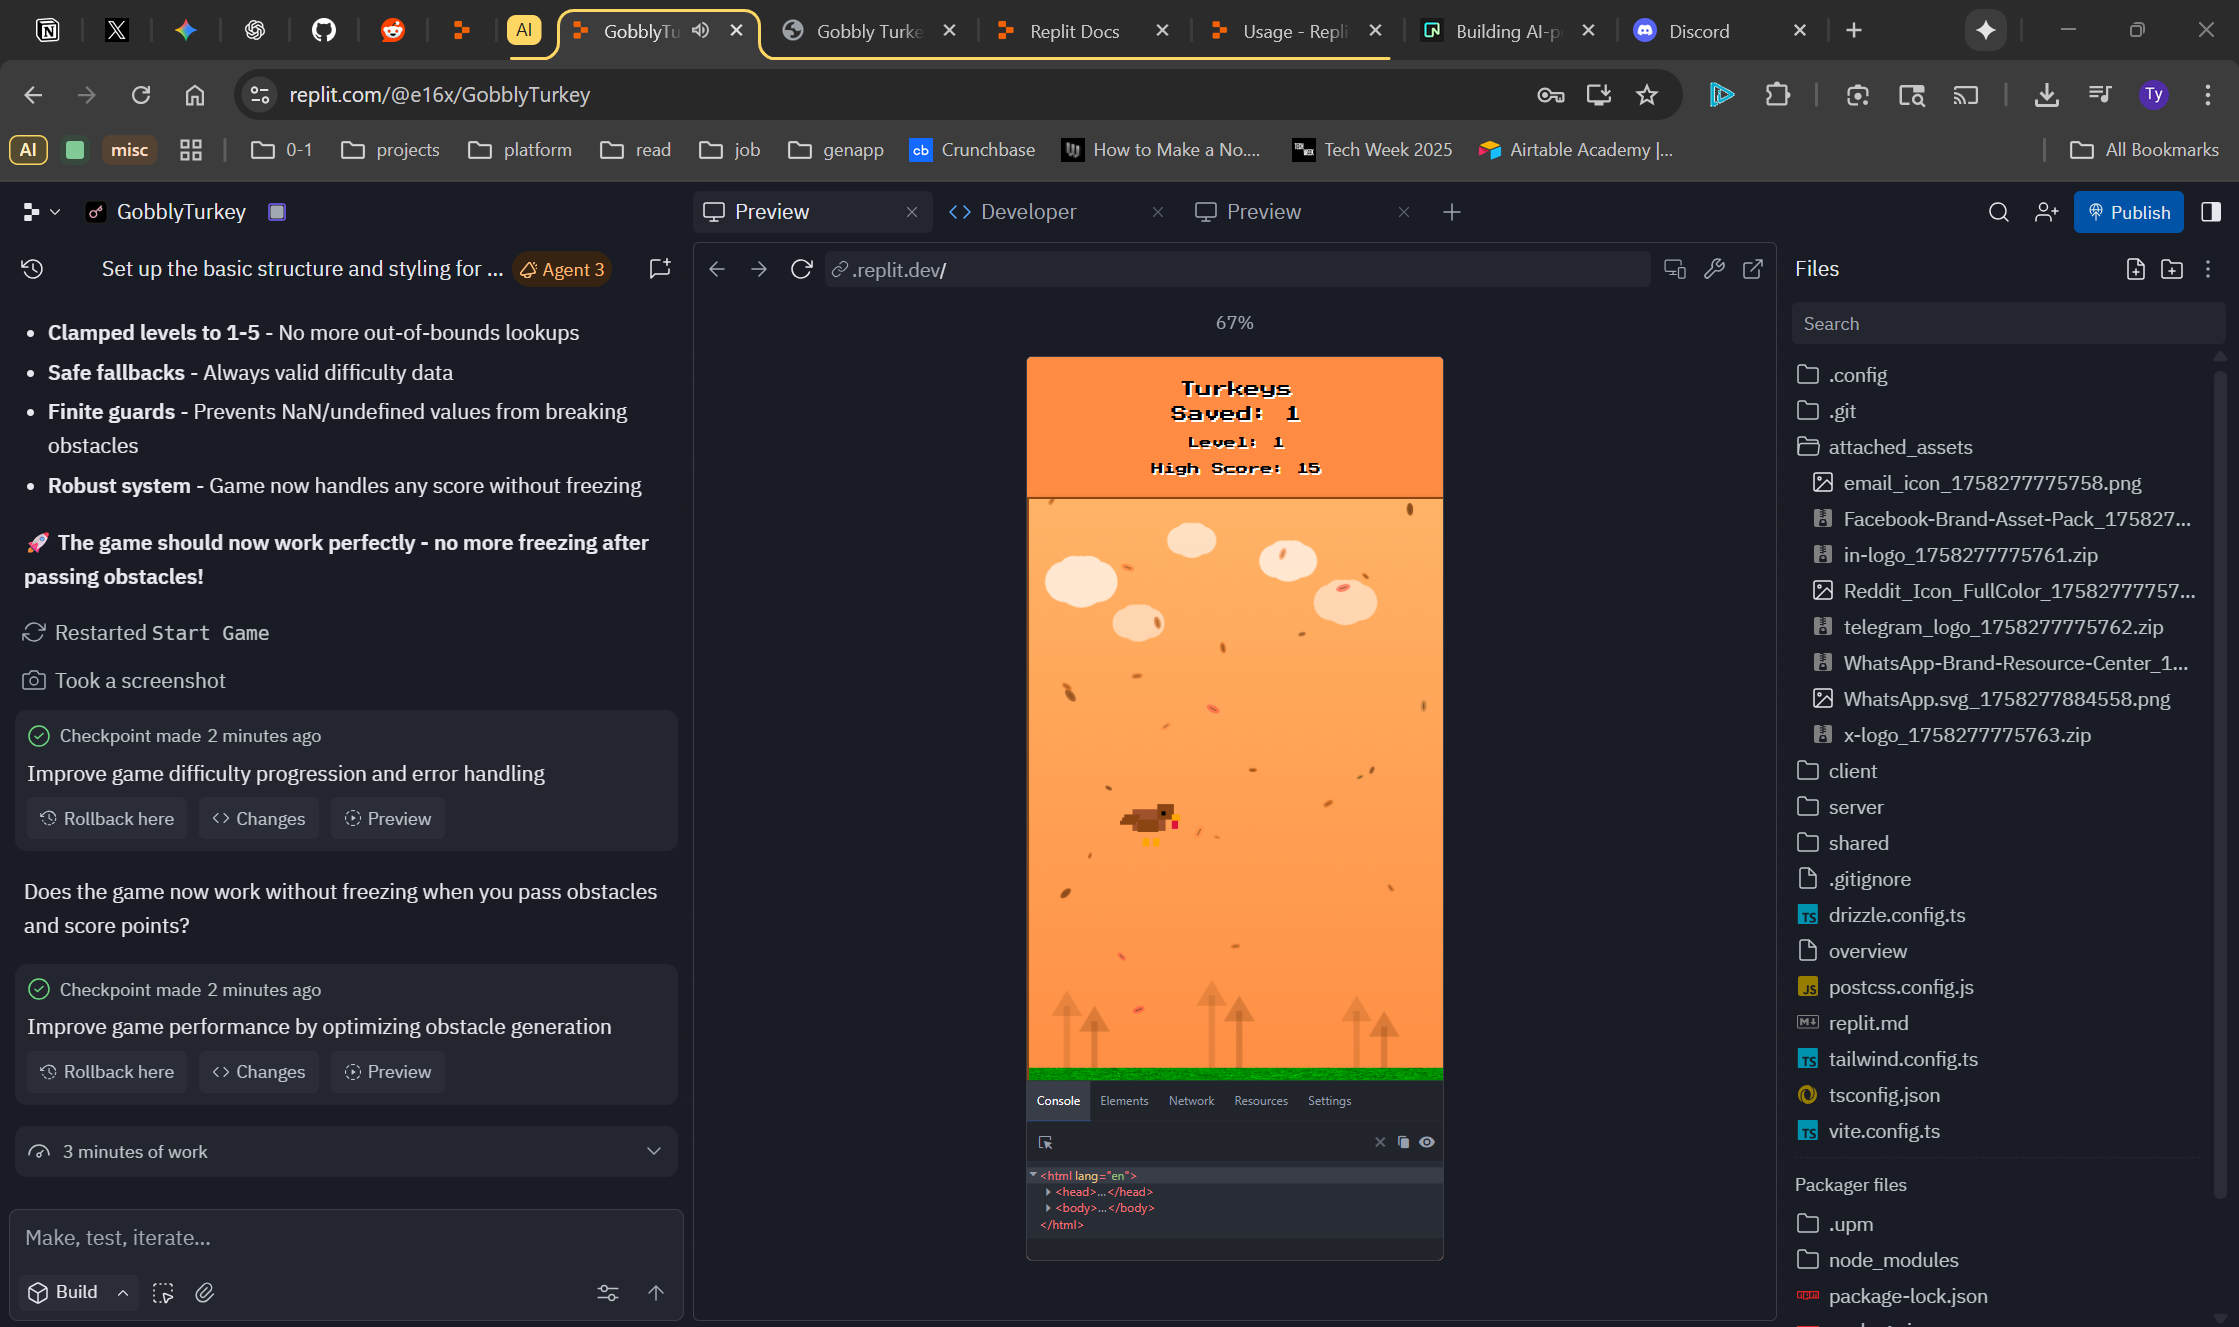 AI
GobblyTu
Gobbly Turke
Replit Docs
Usage - Repli
Building AI-p
Discord
replit.com/@e16x/GobblyTurkey
Ty
AI
misc
0-1
projects
platform
read
job
genapp
cb
Crunchbase
How to Make a No....
Tech Week 2025
Airtable Academy |...
All Bookmarks
GobblyTurkey
Set up the basic structure and styling for ...
Agent 3
• Clamped levels to 1-5 - No more out-of-bounds lookups
• Safe fallbacks - Always valid difficulty data
• Finite guards - Prevents NaN/undefined values from breaking
obstacles
• Robust system - Game now handles any score without freezing
🚀 The game should now work perfectly - no more freezing after
passing obstacles!
Restarted Start Game
Took a screenshot
Checkpoint made 2 minutes ago
Improve game difficulty progression and error handling
Rollback here
Changes
Preview
Does the game now work without freezing when you pass obstacles
and score points?
Checkpoint made 2 minutes ago
Improve game performance by optimizing obstacle generation
Rollback here
Changes
Preview
3 minutes of work
Make, test, iterate...
Build
Preview
Developer
Preview
Publish
.replit.dev/
67%
Turkeys
Saved: 1
Level: 1
High Score: 15
Console
Elements
Network
Resources
Settings
<html lang="en">
<head>...</head>
<body>...</body>
</html>
Files
Search
.config
.git
attached_assets
email_icon_1758277775758.png
Facebook-Brand-Asset-Pack_175827...
in-logo_1758277775761.zip
Reddit_Icon_FullColor_17582777757...
telegram_logo_1758277775762.zip
WhatsApp-Brand-Resource-Center_1...
WhatsApp.svg_1758277884558.png
x-logo_1758277775763.zip
client
server
shared
.gitignore
TS drizzle.config.ts
overview
JS postcss.config.js
replit.md
TS tailwind.config.ts
tsconfig.json
TS vite.config.ts
Packager files
.upm
node_modules
package-lock.json